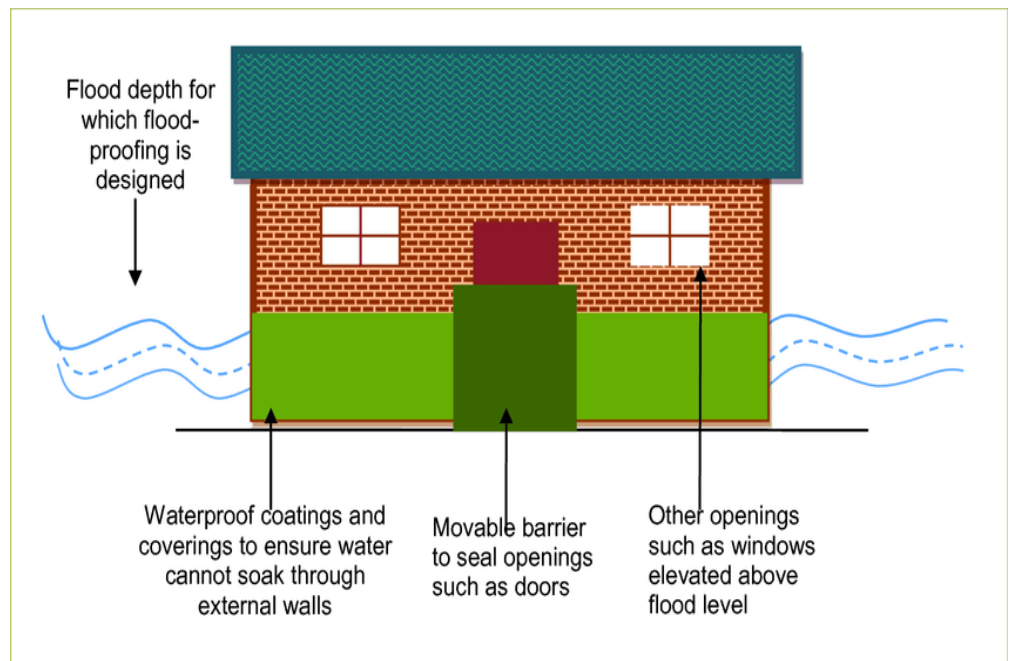 Flood depth for
which flood-
proofing is
designed
Waterproof coatings and
coverings to ensure water
cannot soak through
external walls
Movable barrier
to seal openings
such as doors
Other openings
such as windows
elevated above
flood level